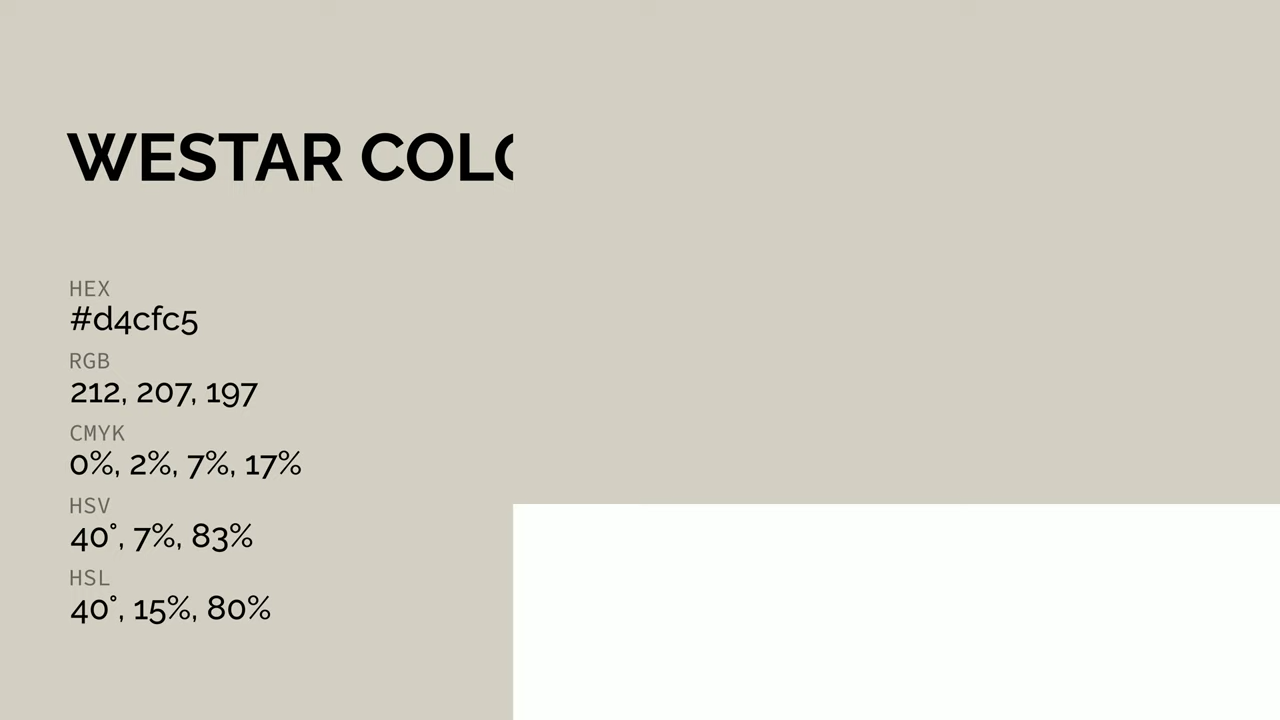 WESTAR COLO
HEX
#d4cfc5
RGB
212, 207, 197
CMYK
0%, 2%, 7%, 17%
HSV
40°, 7%, 83%
HSL
40°, 15%, 80%